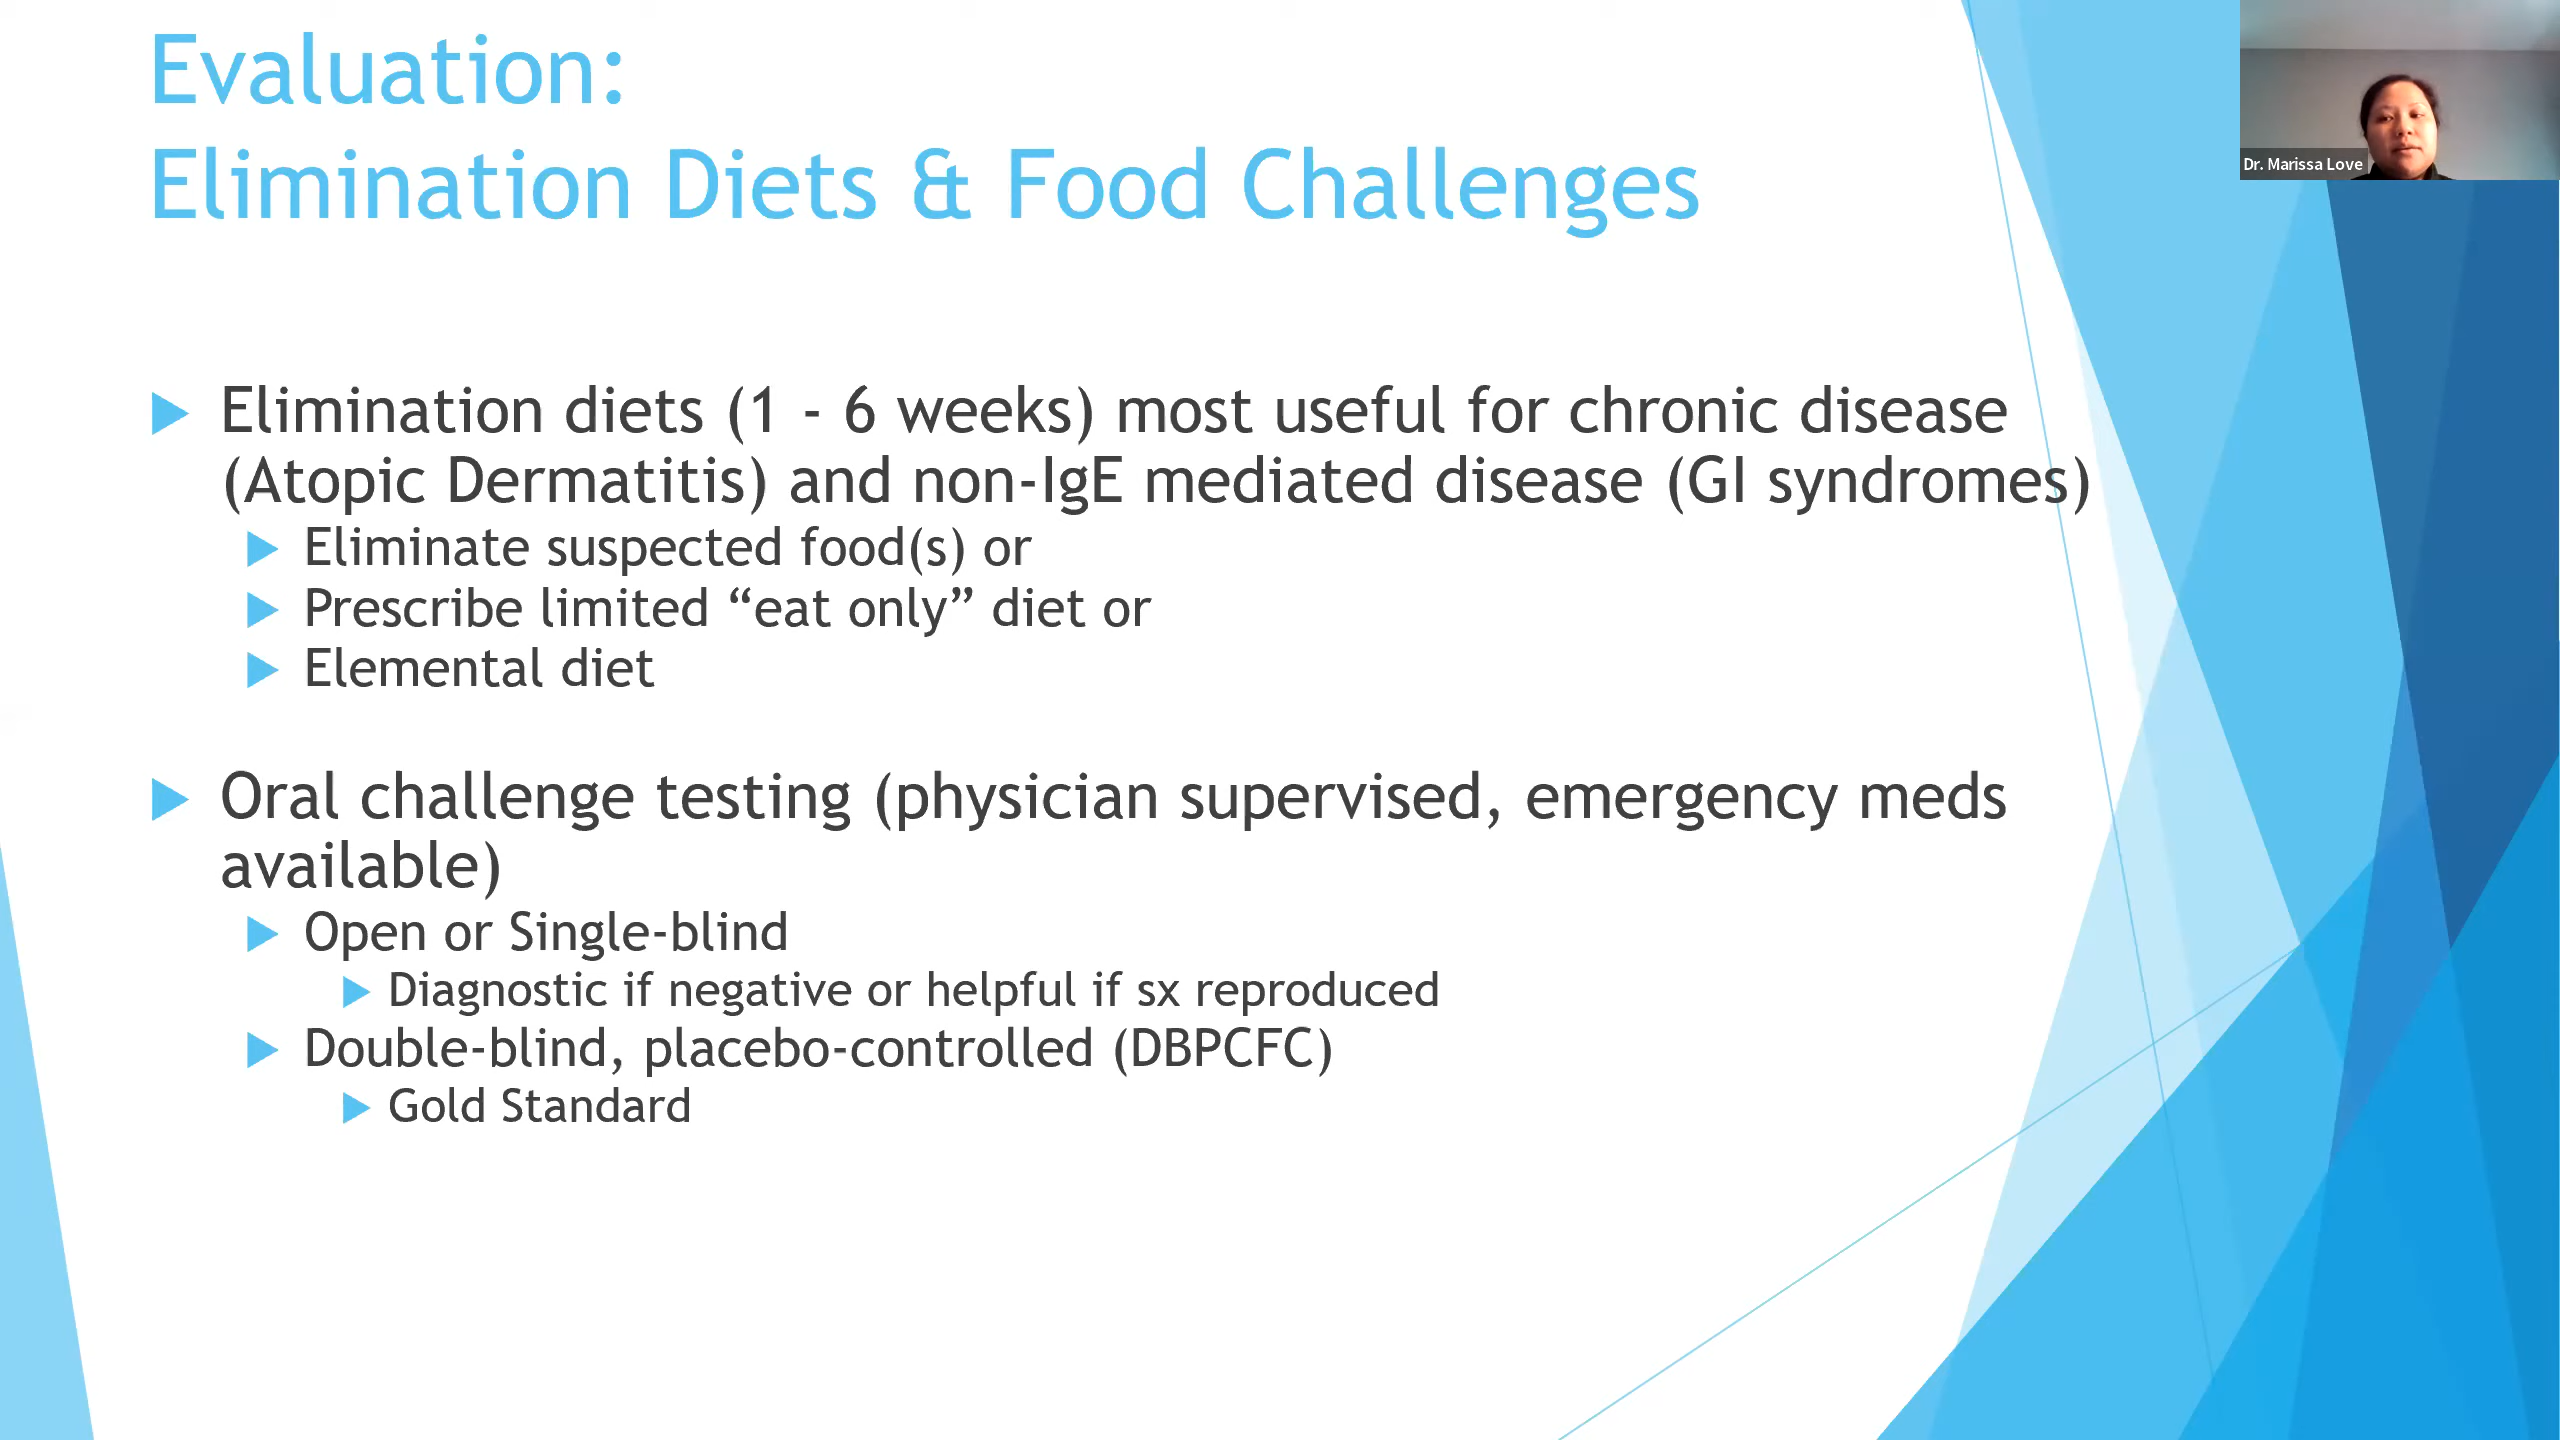 Evaluation:
Elimination Diets & Food Challenges
Dr. Marissa Love
Elimination diets (1 - 6 weeks) most useful for chronic disease
(Atopic Dermatitis) and non-IgE mediated disease (GI syndromes)
Eliminate suspected food(s) or
Prescribe limited “eat only” diet or
Elemental diet
Oral challenge testing (physician supervised, emergency meds
available)
Open or Single-blind
Diagnostic if negative or helpful if sx reproduced
Double-blind, placebo-controlled (DBPCFC)
Gold Standard